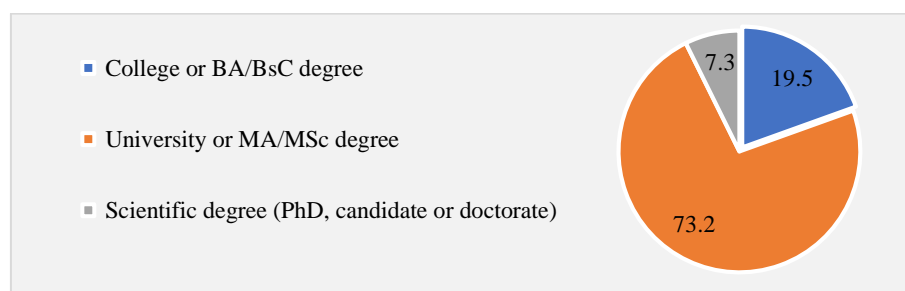 College or BA/BsC degree
University or MA/MSc degree
Scientific degree (PhD, candidate or doctorate)
7.3
19.5
73.2